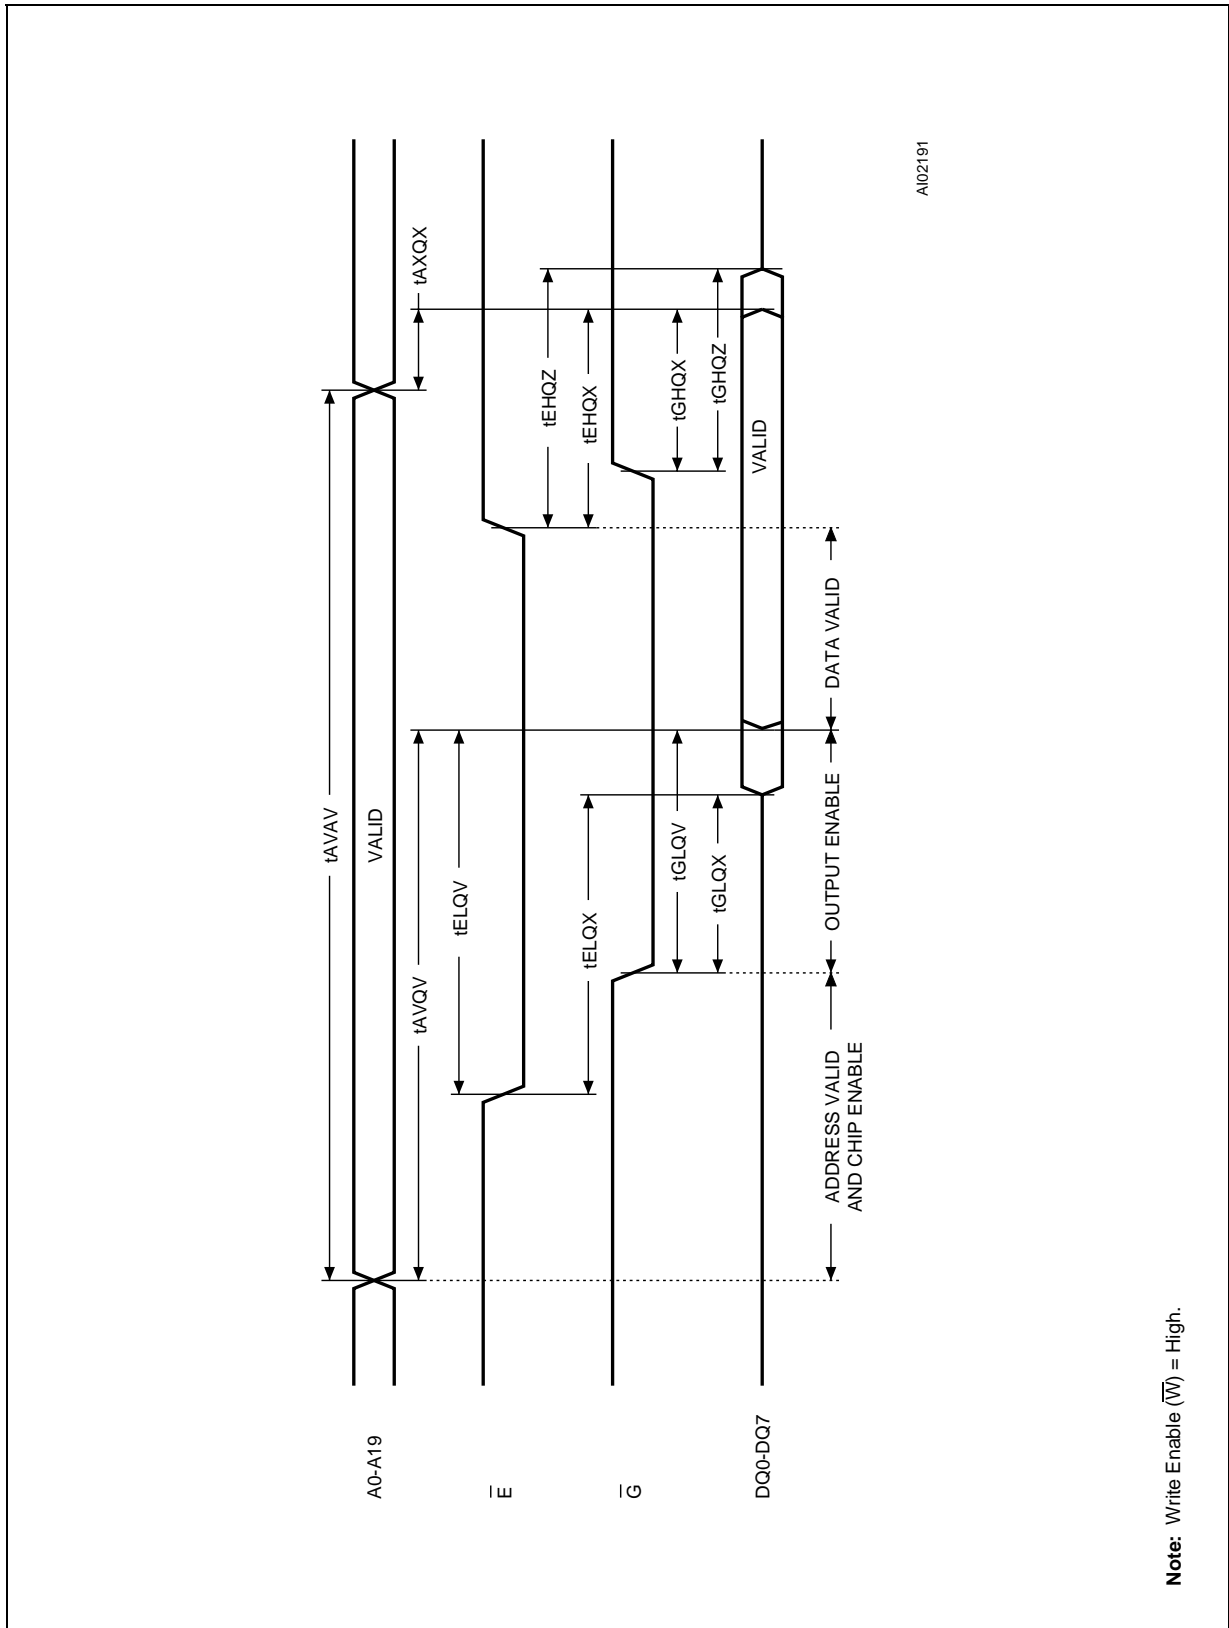 tAVAV
A0-A19
VALID
tAVQV
tAXQX
tELQV
tEHQZ
E̅
tELQX
tEHQX
G̅
tGLQV
tGHQX
tGLQX
tGHQZ
DQ0-DQ7
VALID
ADDRESS VALID
AND CHIP ENABLE
OUTPUT ENABLE
DATA VALID
AI02191
Note: Write Enable (W̅) = High.